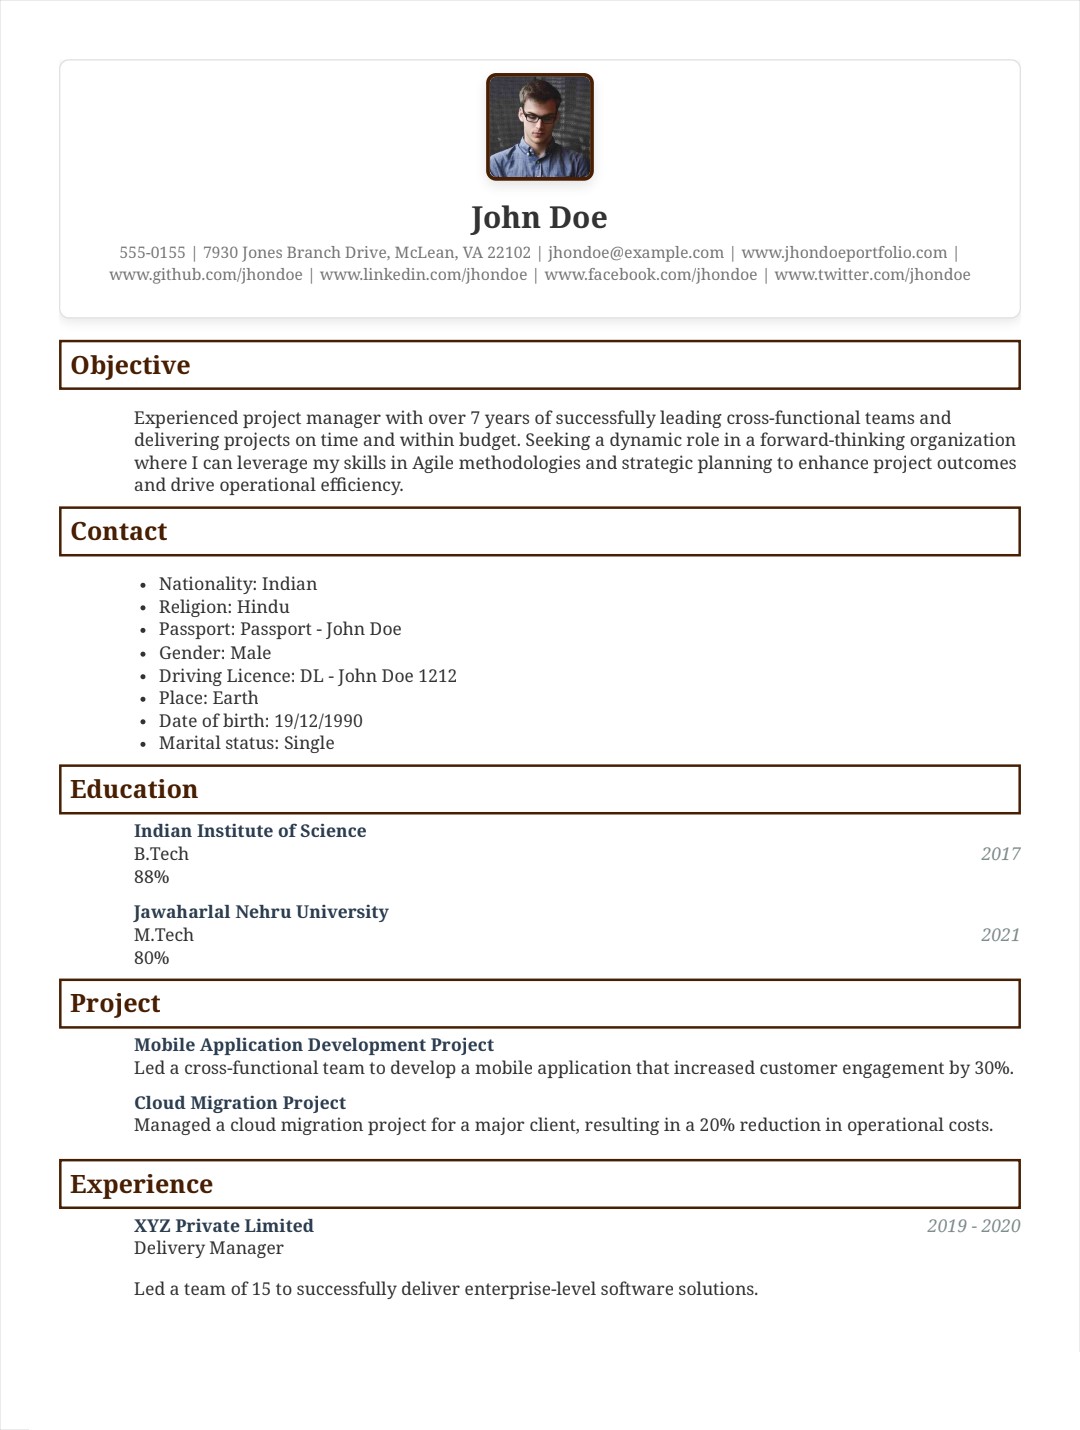 John Doe
555-0155 | 7930 Jones Branch Drive, McLean, VA 22102 | jhondoe@example.com | www.jhondoeportfolio.com |
www.github.com/jhondoe | www.linkedin.com/jhondoe | www.facebook.com/jhondoe | www.twitter.com/jhondoe
Objective
Experienced project manager with over 7 years of successfully leading cross-functional teams and
delivering projects on time and within budget. Seeking a dynamic role in a forward-thinking organization
where I can leverage my skills in Agile methodologies and strategic planning to enhance project outcomes
and drive operational efficiency.
Contact
• Nationality: Indian
• Religion: Hindu
• Passport: Passport - John Doe
• Gender: Male
• Driving Licence: DL - John Doe 1212
• Place: Earth
• Date of birth: 19/12/1990
• Marital status: Single
Education
Indian Institute of Science
B.Tech 2017
88%
Jawaharlal Nehru University
M.Tech 2021
80%
Project
Mobile Application Development Project
Led a cross-functional team to develop a mobile application that increased customer engagement by 30%.
Cloud Migration Project
Managed a cloud migration project for a major client, resulting in a 20% reduction in operational costs.
Experience
XYZ Private Limited 2019 - 2020
Delivery Manager
Led a team of 15 to successfully deliver enterprise-level software solutions.